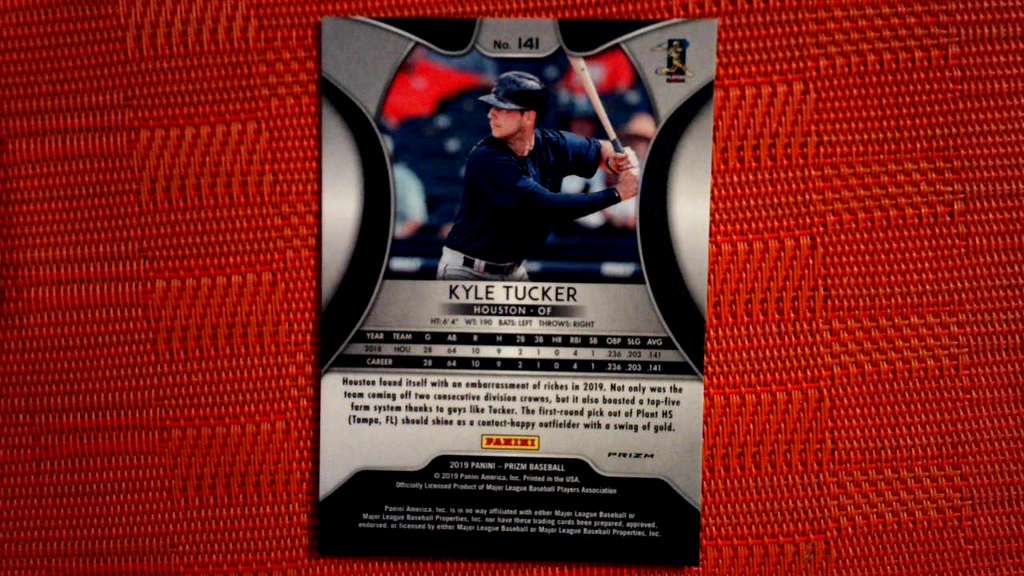 No. 141
KYLE TUCKER
HOUSTON · OF
HT: 6'4" WT: 190 BATS: LEFT THROWS: RIGHT
YEAR TEAM G AB R H 2B 3B HR RBI SB OBP SLG AVG
2018 HOU 28 64 10 9 2 1 0 4 1 .236 .203 .141
CAREER 28 64 10 9 2 1 0 4 1 .236 .203 .141
Houston found itself with an embarrassment of riches in 2019. Not only was the
team coming off two consecutive division crowns, but it also boasted a top-five
farm system thanks to guys like Tucker. The first-round pick out of Plant HS
(Tampa, FL) should shine as a contact-happy outfielder with a swing of gold.
PANINI
PRIZM
2019 PANINI – PRIZM BASEBALL
© 2019 Panini America, Inc. Printed in the USA.
Officially Licensed Product of Major League Baseball Players Association
Panini America, Inc. is in no way affiliated with either Major League Baseball or
Major League Baseball Properties, Inc. nor have these trading cards been prepared, approved,
endorsed, or licensed by either Major League Baseball or Major League Baseball Properties, Inc.